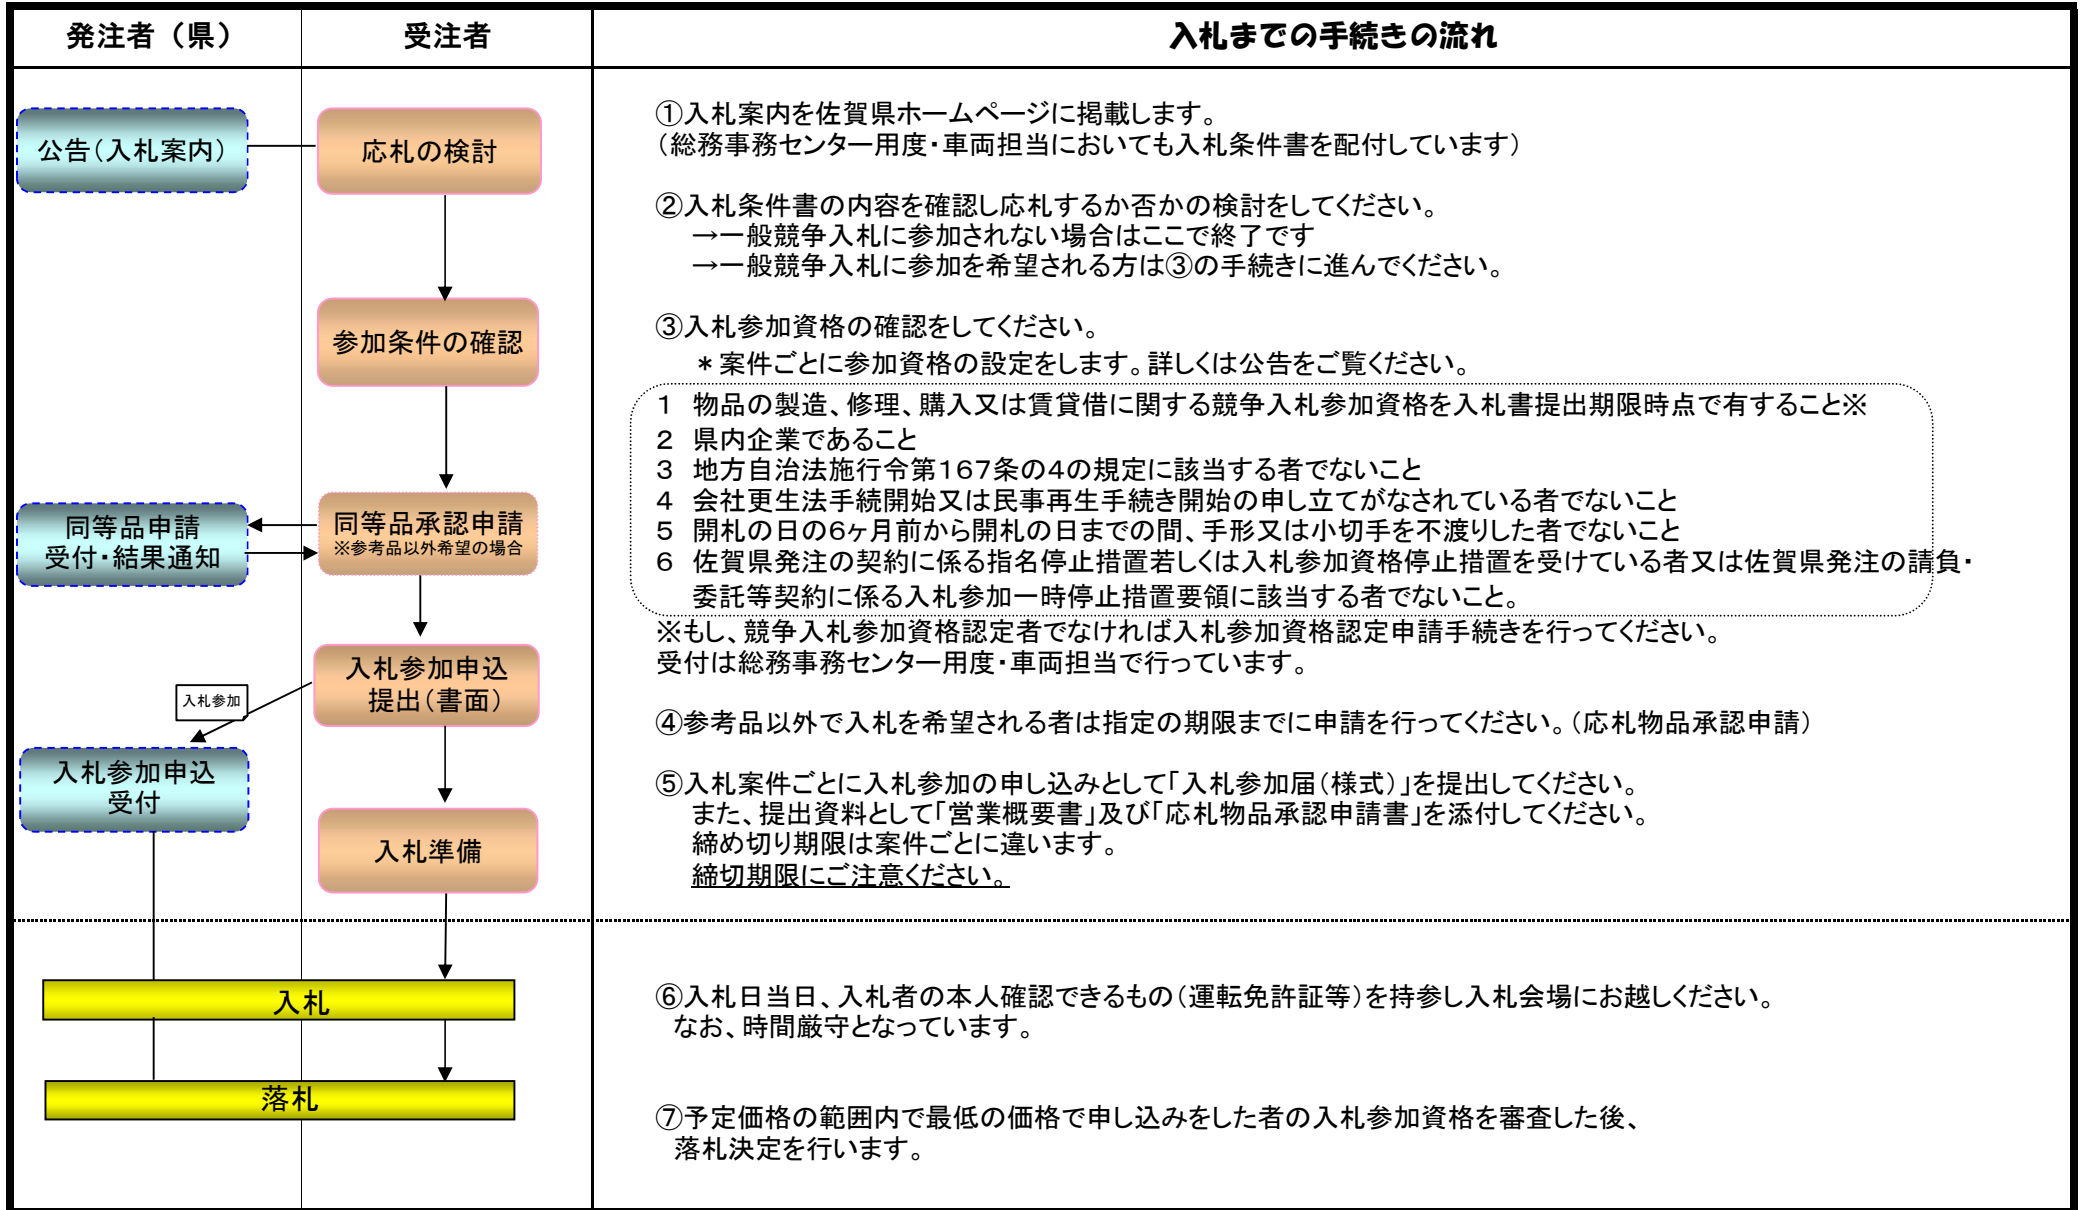 発注者（県）
受注者
入札までの手続きの流れ
公告（入札案内）
応札の検討
参加条件の確認
同等品承認申請
※参考品以外希望の場合
同等品申請
受付・結果通知
入札参加申込
提出（書面）
入札参加
入札参加申込
受付
入札準備
入札
落札
①入札案内を佐賀県ホームページに掲載します。
（総務事務センター用度・車両担当においても入札条件書を配付しています）
②入札条件書の内容を確認し応札するか否かの検討をしてください。
→一般競争入札に参加されない場合はここで終了です
→一般競争入札に参加を希望される方は③の手続きに進んでください。
③入札参加資格の確認をしてください。
＊案件ごとに参加資格の設定をします。詳しくは公告をご覧ください。
１　物品の製造、修理、購入又は賃貸借に関する競争入札参加資格を入札書提出期限時点で有すること※
２　県内企業であること
３　地方自治法施行令第１６７条の４の規定に該当する者でないこと
４　会社更生法手続開始又は民事再生手続き開始の申し立てがなされている者でないこと
５　開札の日の６ヶ月前から開札の日までの間、手形又は小切手を不渡りした者でないこと
６　佐賀県発注の契約に係る指名停止措置若しくは入札参加資格停止措置を受けている者又は佐賀県発注の請負・
委託等契約に係る入札参加一時停止措置要領に該当する者でないこと。
※もし、競争入札参加資格認定者でなければ入札参加資格認定申請手続きを行ってください。
受付は総務事務センター用度・車両担当で行っています。
④参考品以外で入札を希望される者は指定の期限までに申請を行ってください。（応札物品承認申請）
⑤入札案件ごとに入札参加の申し込みとして「入札参加届（様式）」を提出してください。
また、提出資料として「営業概要書」及び「応札物品承認申請書」を添付してください。
締め切り期限は案件ごとに違います。
締切期限にご注意ください。
⑥入札日当日、入札者の本人確認できるもの（運転免許証等）を持参し入札会場にお越しください。
なお、時間厳守となっています。
⑦予定価格の範囲内で最低の価格で申し込みをした者の入札参加資格を審査した後、
落札決定を行います。